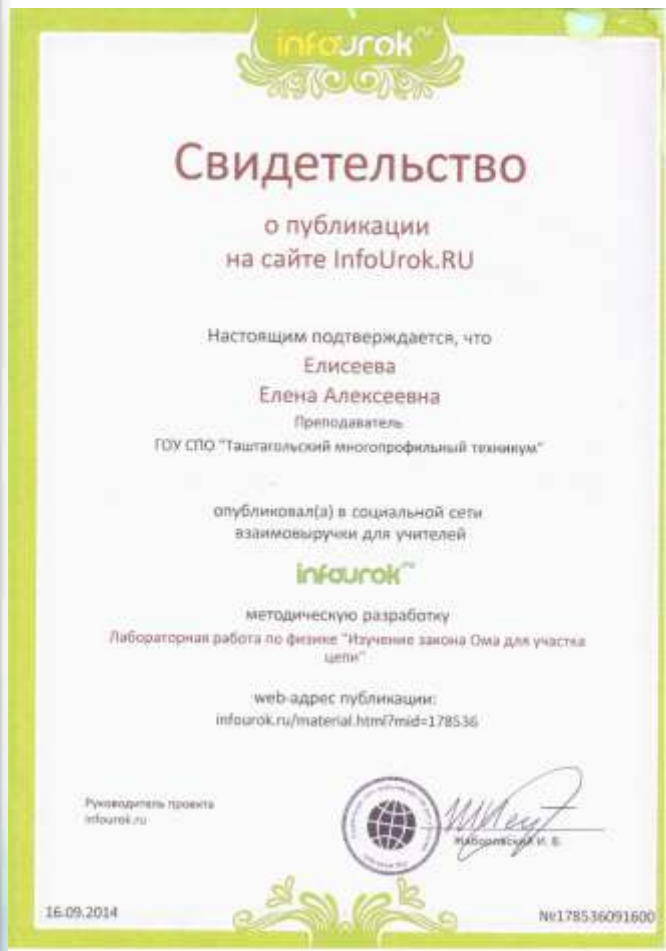 infourok
Свидетельство
о публикации
на сайте InfoUrok.RU
Настоящим подтверждается, что
Елисеева
Елена Алексеевна
Преподаватель
ГОУ СПО "Таштагольский многопрофильный техникум"
опубликовал(а) в социальной сети
взаимовыручки для учителей
infourok
методическую разработку
Лабораторная работа по физике "Изучение закона Ома для участка
цепи"
web-адрес публикации:
infourok.ru/material.html?mid=178536
Руководитель проекта
infourok.ru
И. В.
16.09.2014
№178536091600